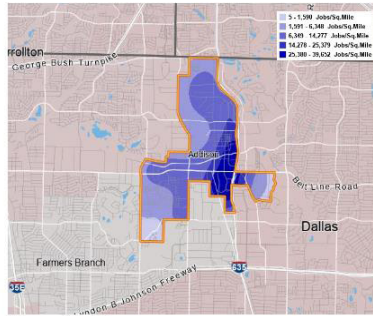 5 - 1,590 Jobs/Sq.Mile
1,591 - 6,348 Jobs/Sq.Mile
6,349 - 14,277 Jobs/Sq.Mile
14,278 - 25,379 Jobs/Sq.Mile
25,380 - 39,652 Jobs/Sq.Mile
rrollton
George Bush Turnpike
Addison
Belt Line Road
Dallas
Farmers Branch
35E
635
yndon B Johnson Freeway